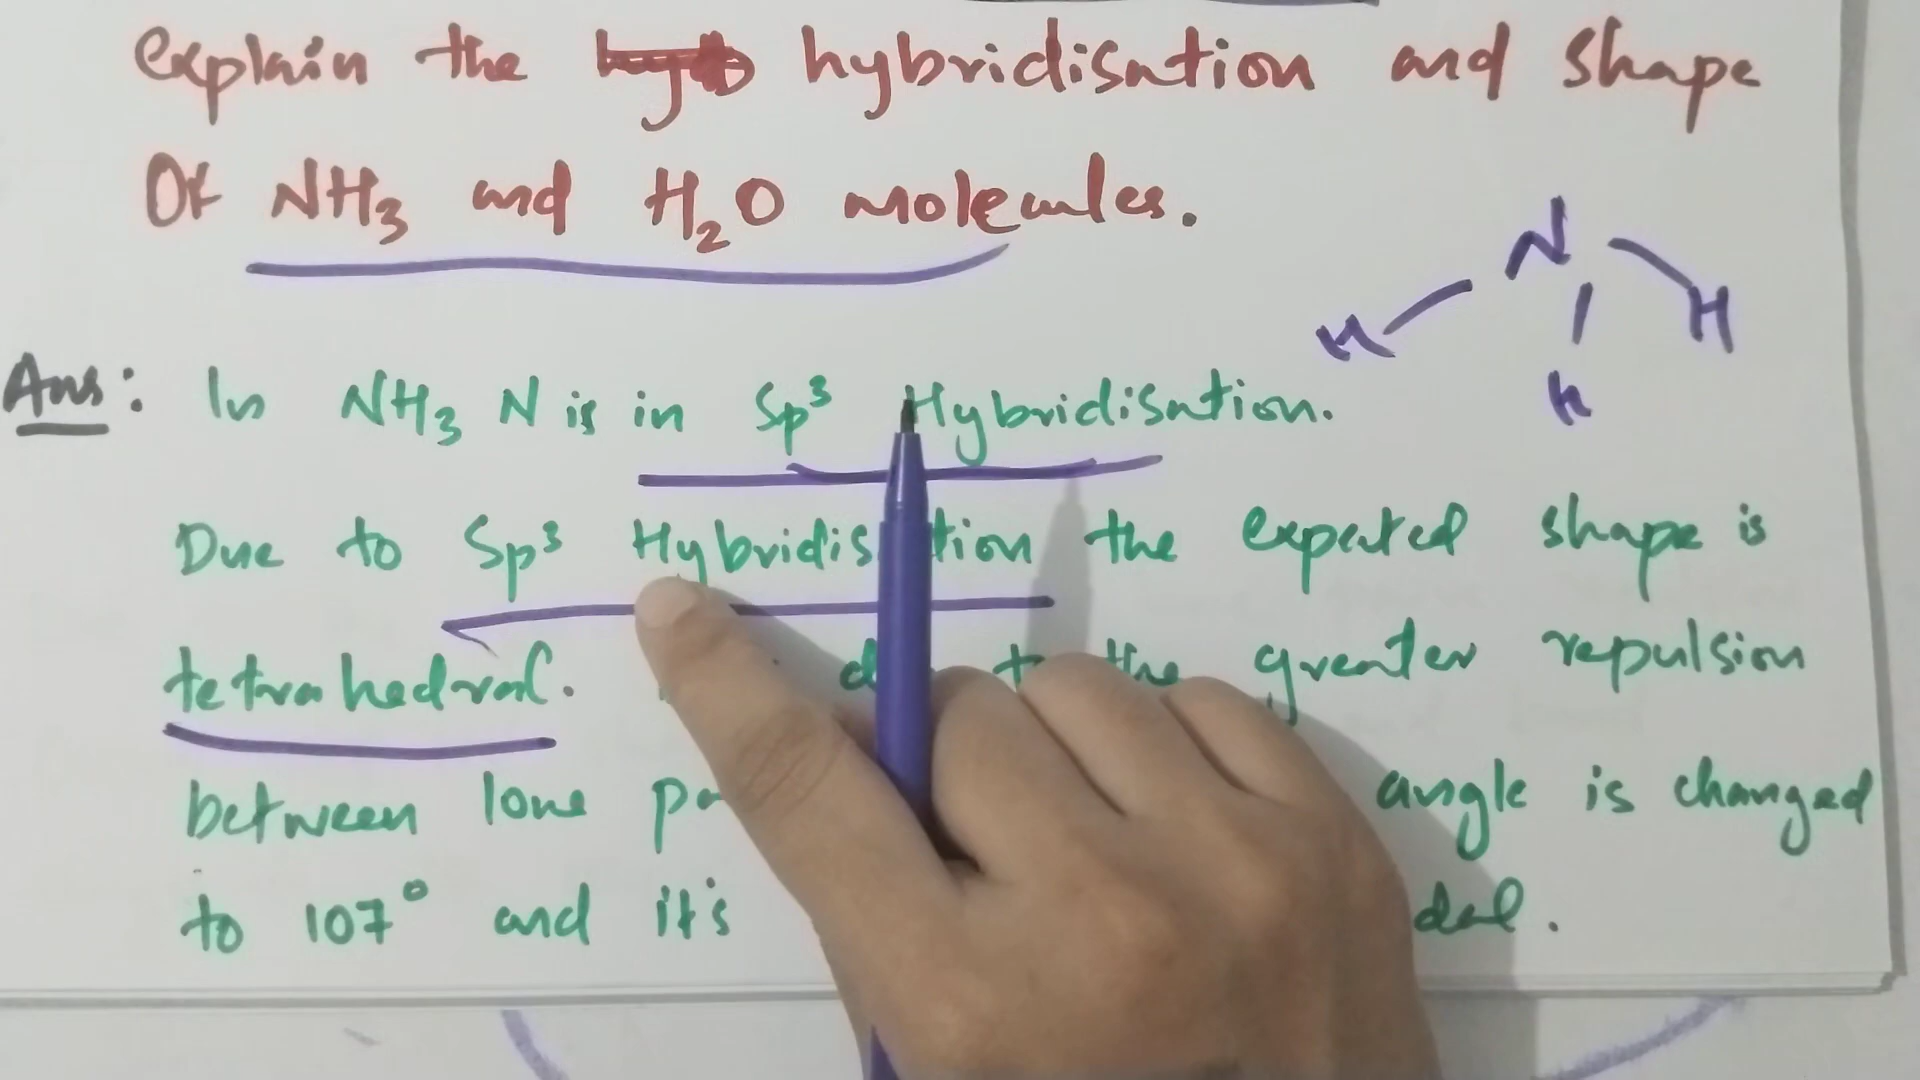 Explain the hybridisation and shape
Of NH3 and H2O molecules.
N
H H
H
Ans: In NH3 N is in Sp³ Hybridisation.
Due to Sp³ Hybridisation the expected shape is
tetrahedral. the greater repulsion
between lone angle is changed
to 107° and it's